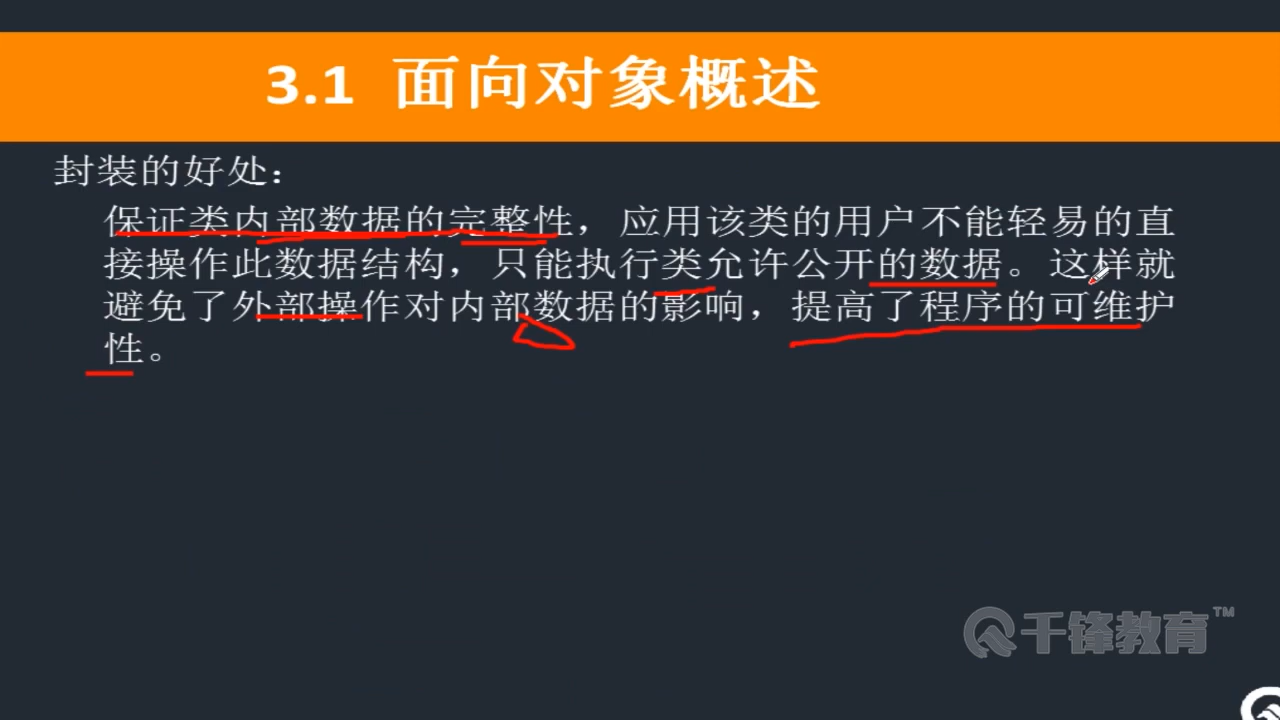 3.1 面向对象概述
封装的好处：
保证类内部数据的完整性，应用该类的用户不能轻易的直
接操作此数据结构，只能执行类允许公开的数据。这样就
避免了外部操作对内部数据的影响，提高了程序的可维护
性。
千锋教育™